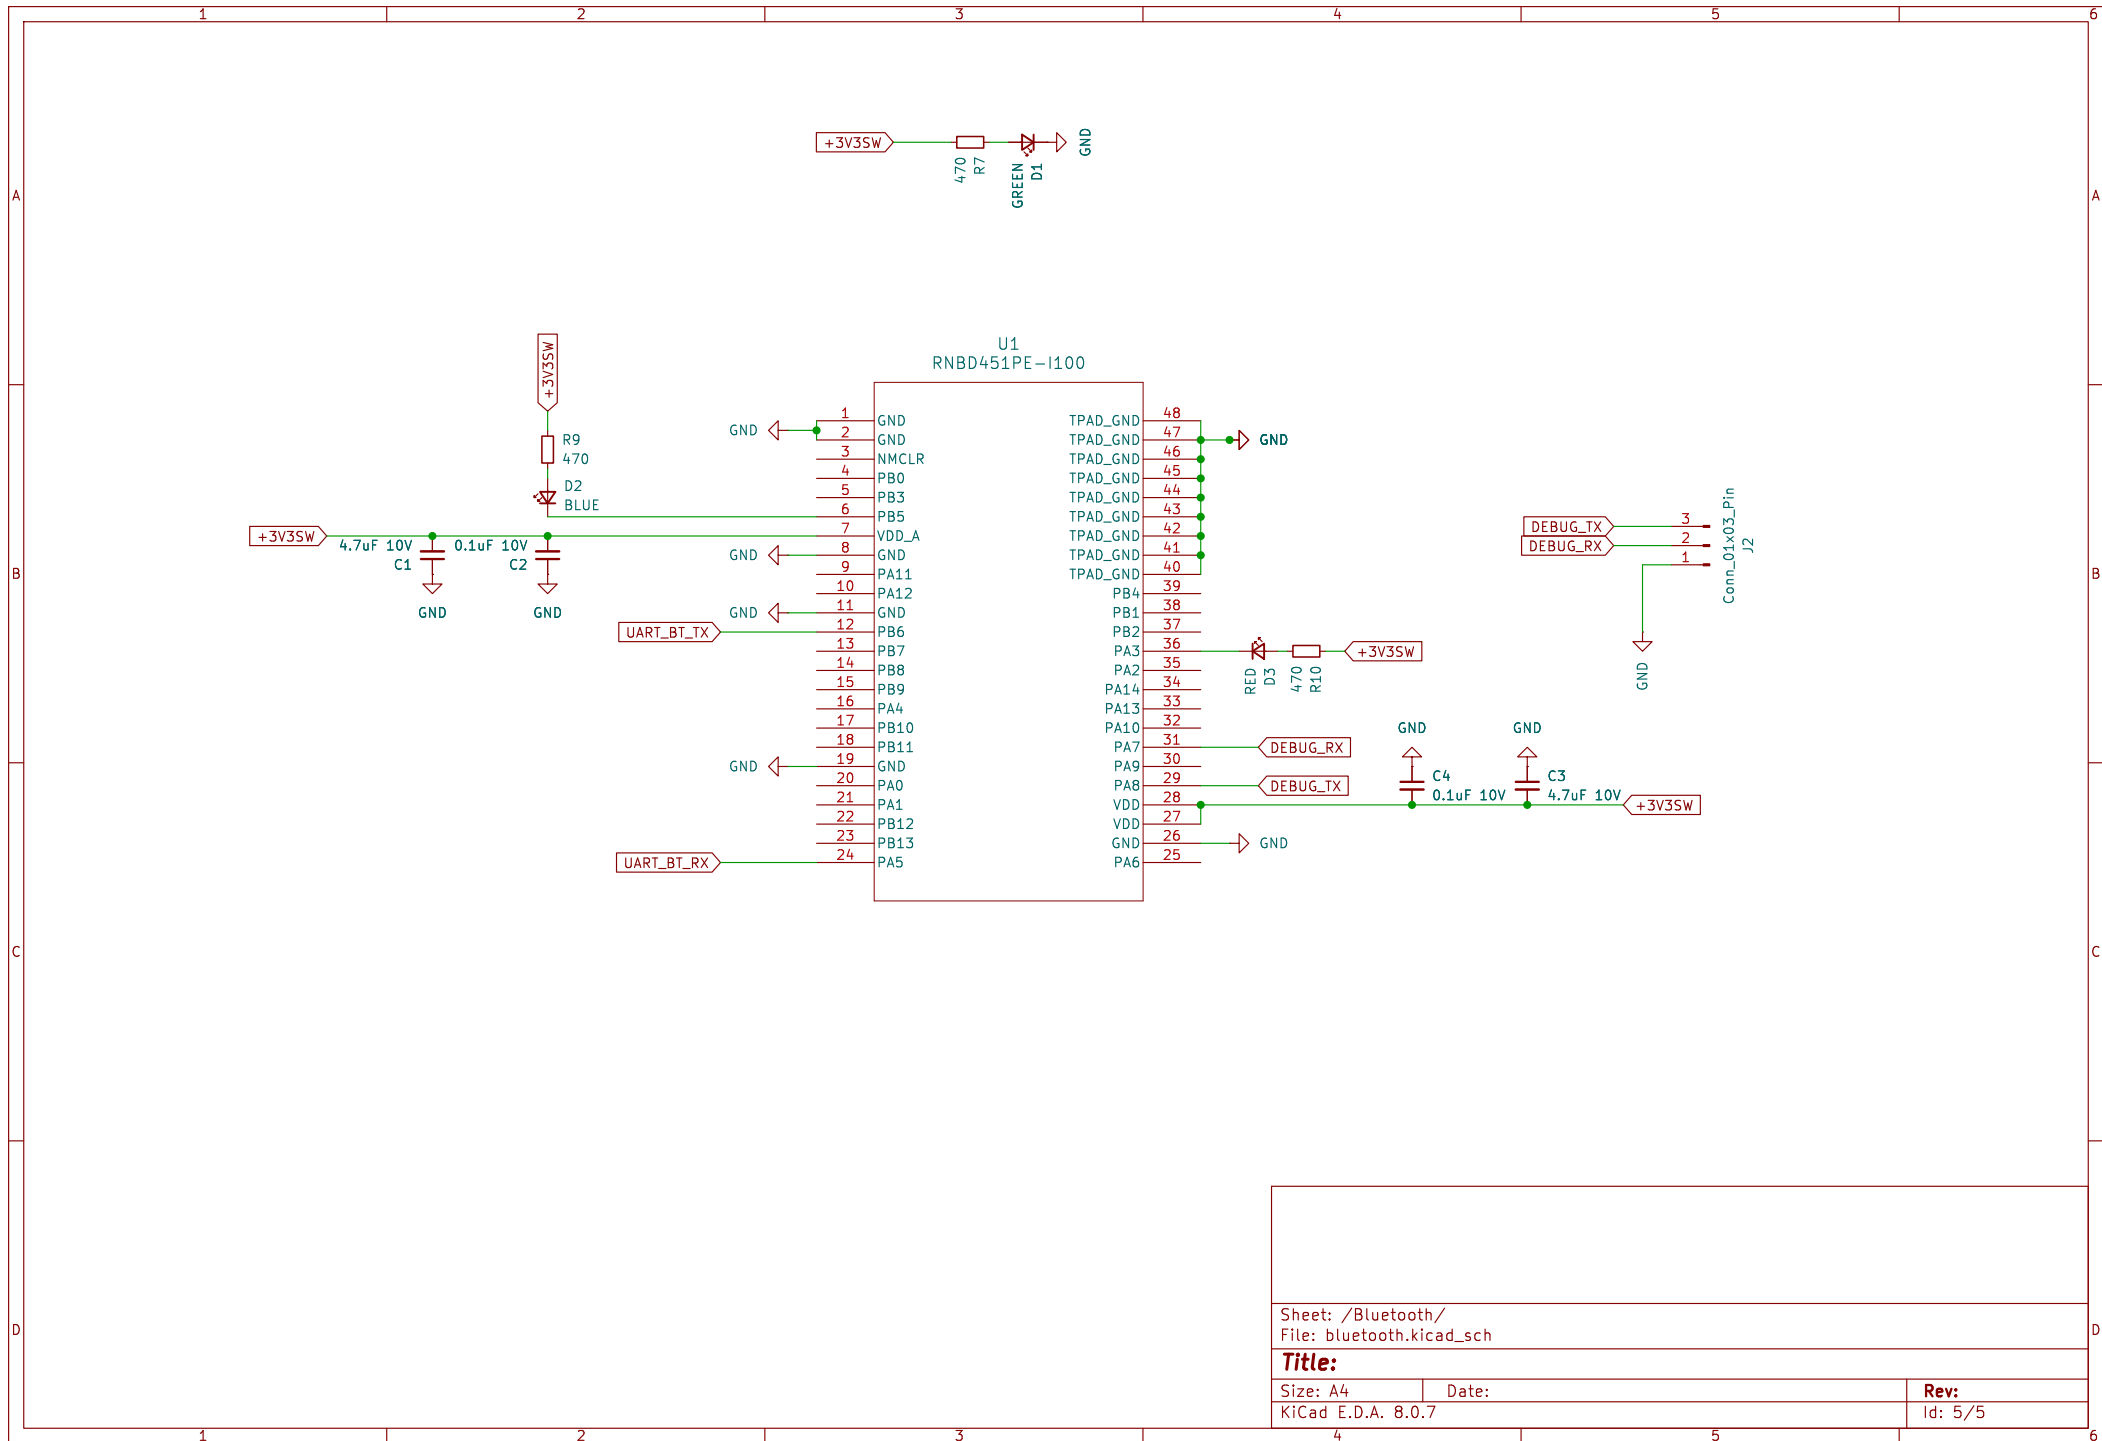 1 2 3 4 5 6
A A
+3V3SW
470
R7
GREEN
D1
GND
+3V3SW
R9
470
D2
BLUE
U1
RNBD451PE-I100
GND
1 GND
2 GND
3 NMCLR
4 PB0
5 PB3
6 PB5
7 VDD_A
8 GND
9 PA11
10 PA12
11 GND
12 PB6
13 PB7
14 PB8
15 PB9
16 PA4
17 PB10
18 PB11
19 GND
20 PA0
21 PA1
22 PB12
23 PB13
24 PA5
TPAD_GND 48
TPAD_GND 47
TPAD_GND 46
TPAD_GND 45
TPAD_GND 44
TPAD_GND 43
TPAD_GND 42
TPAD_GND 41
TPAD_GND 40
PB4 39
PB1 38
PB2 37
PA3 36
PA2 35
PA14 34
PA13 33
PA10 32
PA7 31
PA9 30
PA8 29
VDD 28
VDD 27
GND 26
PA6 25
GND
+3V3SW
4.7uF 10V
C1
GND
0.1uF 10V
C2
GND
GND
GND
UART_BT_TX
GND
UART_BT_RX
RED
D3
470
R10
+3V3SW
DEBUG_RX
DEBUG_TX
GND
C4
0.1uF 10V
GND
C3
4.7uF 10V
+3V3SW
GND
DEBUG_TX 3
DEBUG_RX 2
1
Conn_01x03_Pin
J2
GND
B B
C C
D D
Sheet: /Bluetooth/
File: bluetooth.kicad_sch
Title:
Size: A4 Date: Rev:
KiCad E.D.A. 8.0.7 Id: 5/5
1 2 3 4 5 6